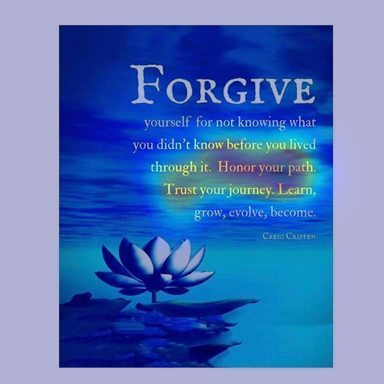 Forgive
yourself for not knowing what
you didn't know before you lived
through it. Honor your path.
Trust your journey. Learn,
grow, evolve, become.
Creig Crippen